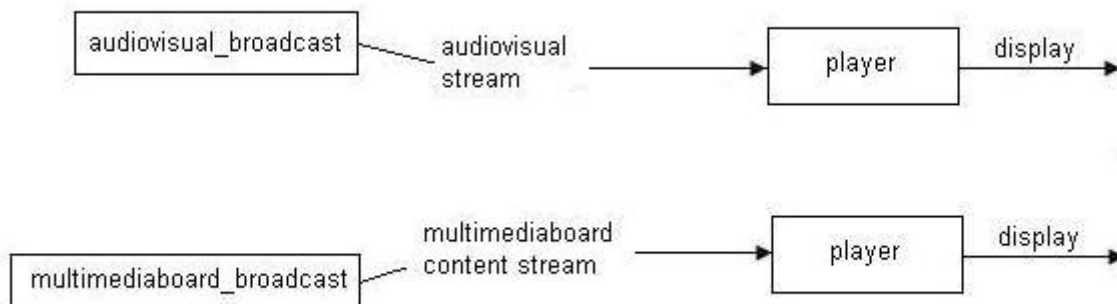 audiovisual_broadcast
audiovisual
stream
player
display
multimediaboard_broadcast
multimediaboard
content stream
player
display